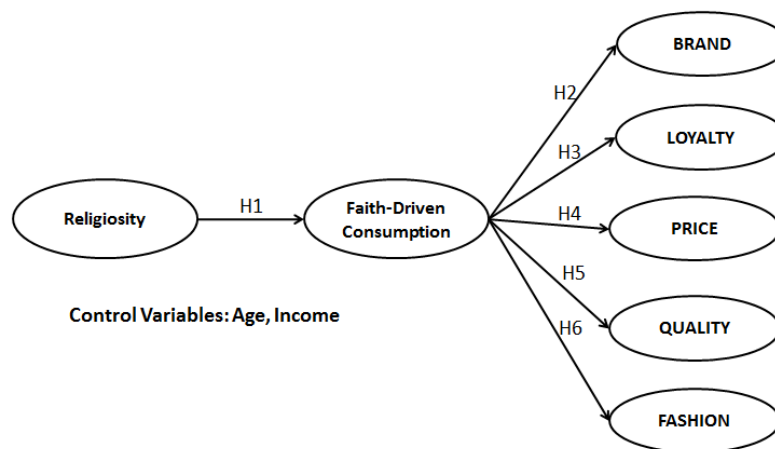 BRAND
H2
LOYALTY
H3
Religiosity
H1
Faith-Driven
Consumption
H4
PRICE
H5
Control Variables: Age, Income
H6
QUALITY
FASHION